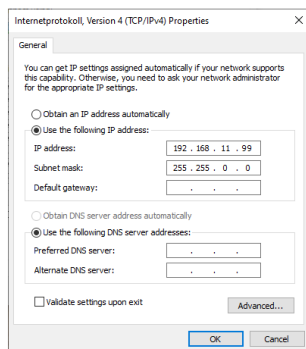 Internetprotokoll, Version 4 (TCP/IPv4) Properties
General
You can get IP settings assigned automatically if your network supports
this capability. Otherwise, you need to ask your network administrator
for the appropriate IP settings.
Obtain an IP address automatically
Use the following IP address:
IP address: 192 . 168 . 11 . 99
Subnet mask: 255 . 255 . 0 . 0
Default gateway: . . .
Obtain DNS server address automatically
Use the following DNS server addresses:
Preferred DNS server: . . .
Alternate DNS server: . . .
Validate settings upon exit
Advanced...
OK Cancel